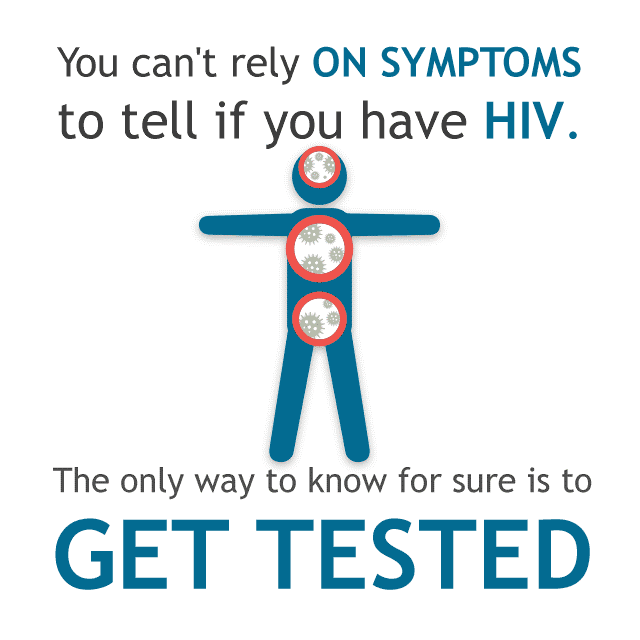 You can't rely ON SYMPTOMS
to tell if you have HIV.
The only way to know for sure is to
GET TESTED